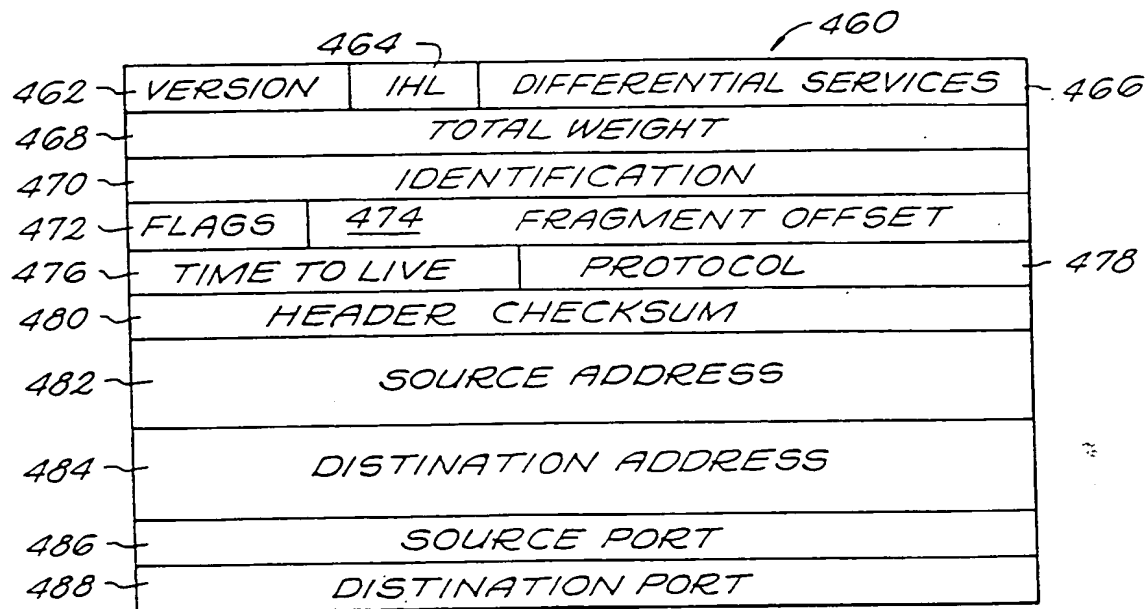 464 460
462 VERSION IHL DIFFERENTIAL SERVICES 466
468 TOTAL WEIGHT
470 IDENTIFICATION
472 FLAGS 474 FRAGMENT OFFSET
476 TIME TO LIVE PROTOCOL 478
480 HEADER CHECKSUM
482 SOURCE ADDRESS
484 DISTINATION ADDRESS
486 SOURCE PORT
488 DISTINATION PORT